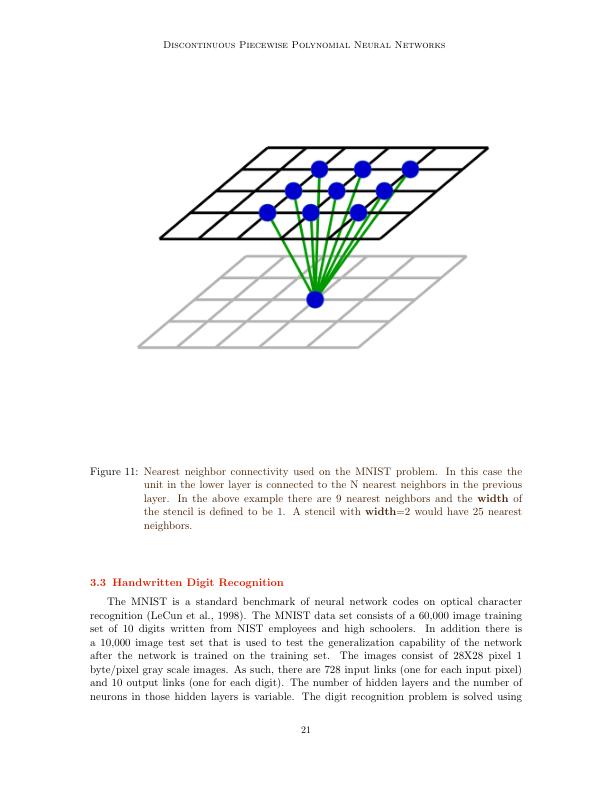 Discontinuous Piecewise Polynomial Neural Networks
Figure 11: Nearest neighbor connectivity used on the MNIST problem. In this case the
unit in the lower layer is connected to the N nearest neighbors in the previous
layer. In the above example there are 9 nearest neighbors and the width of
the stencil is defined to be 1. A stencil with width=2 would have 25 nearest
neighbors.
3.3 Handwritten Digit Recognition
The MNIST is a standard benchmark of neural network codes on optical character
recognition (LeCun et al., 1998). The MNIST data set consists of a 60,000 image training
set of 10 digits written from NIST employees and high schoolers. In addition there is
a 10,000 image test set that is used to test the generalization capability of the network
after the network is trained on the training set. The images consist of 28X28 pixel 1
byte/pixel gray scale images. As such, there are 728 input links (one for each input pixel)
and 10 output links (one for each digit). The number of hidden layers and the number of
neurons in those hidden layers is variable. The digit recognition problem is solved using
21